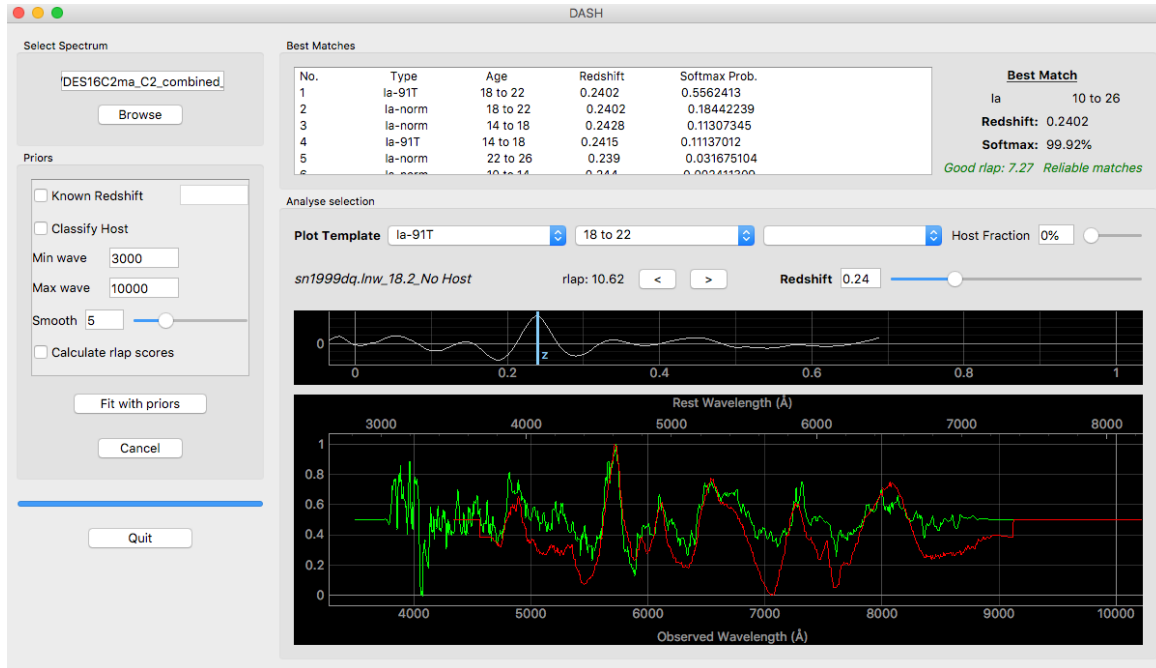 DASH
Select Spectrum
/DES16C2ma_C2_combined_
Browse
Priors
Known Redshift
Classify Host
Min wave 3000
Max wave 10000
Smooth 5
Calculate rlap scores
Fit with priors
Cancel
Quit
Best Matches
No. Type Age Redshift Softmax Prob.
1 Ia-91T 18 to 22 0.2402 0.5562413
2 Ia-norm 18 to 22 0.2402 0.18442239
3 Ia-norm 14 to 18 0.2428 0.11307345
4 Ia-91T 14 to 18 0.2415 0.11137012
5 Ia-norm 22 to 26 0.239 0.031675104
Best Match
Ia 10 to 26
Redshift: 0.2402
Softmax: 99.92%
Good rlap: 7.27 Reliable matches
Analyse selection
Plot Template Ia-91T 18 to 22 Host Fraction 0%
sn1999dq.lnw_18.2_No Host rlap: 10.62 < > Redshift 0.24
0
z
0 0.2 0.4 0.6 0.8 1
Rest Wavelength (Å)
3000 4000 5000 6000 7000 8000
1
0.8
0.6
0.4
0.2
0
4000 5000 6000 7000 8000 9000 10000
Observed Wavelength (Å)